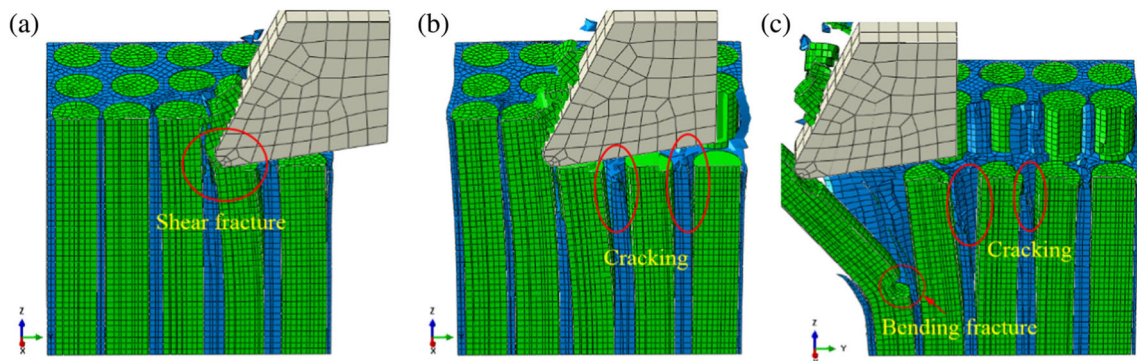 (a)
Shear fracture
Z
X
(b)
Cracking
Z
X
(c)
Cracking
Bending fracture
Z
Y